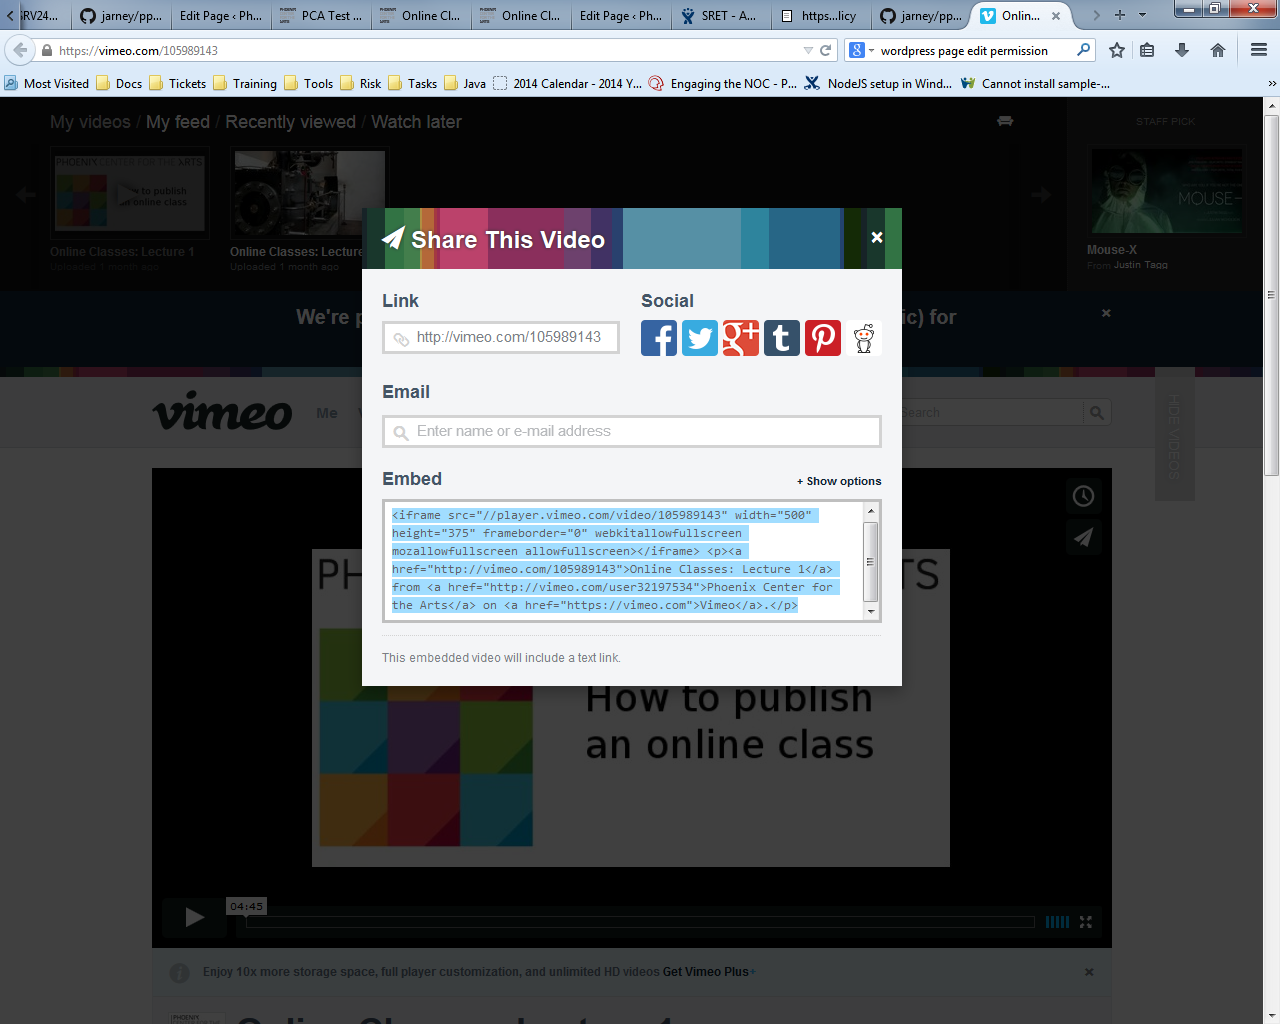 RV24...
jarney/pp...
Edit Page ‹ Ph...
PCA Test ...
Online Cl...
Online Cl...
Edit Page ‹ Ph...
SRET - A...
https...licy
jarney/pp...
Onlin...
https://vimeo.com/105989143
wordpress page edit permission
Most Visited
Docs
Tickets
Training
Tools
Risk
Tasks
Java
2014 Calendar - 2014 Y...
Engaging the NOC - P...
NodeJS setup in Wind...
Cannot install sample-...
My videos / My feed / Recently viewed / Watch later
STAFF PICK
PHOENIX CENTER FOR THE ARTS
How to publish
an online class
MOUSE-
Online Classes: Lecture 1
Uploaded 1 month ago
Online Classes: Lecture
Uploaded 1 month ago
Mouse-X
From Justin Tagg
Share This Video
We're p
ic) for
Link
Social
http://vimeo.com/105989143
Email
Enter name or e-mail address
vimeo
Me
Search
HIDE VIDEOS
Embed
+ Show options
<iframe src="//player.vimeo.com/video/105989143" width="500"
height="375" frameborder="0" webkitallowfullscreen
mozallowfullscreen allowfullscreen></iframe> <p><a
href="http://vimeo.com/105989143">Online Classes: Lecture 1</a>
from <a href="http://vimeo.com/user32197534">Phoenix Center for
the Arts</a> on <a href="https://vimeo.com">Vimeo</a>.</p>
This embedded video will include a text link.
PH
TS
How to publish
an online class
04:45
Enjoy 10x more storage space, full player customization, and unlimited HD videos Get Vimeo Plus+